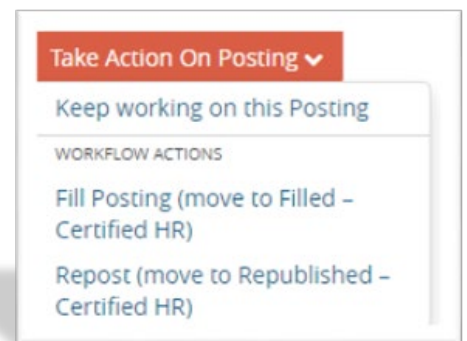 Take Action On Posting
Keep working on this Posting
WORKFLOW ACTIONS
Fill Posting (move to Filled –
Certified HR)
Repost (move to Republished –
Certified HR)